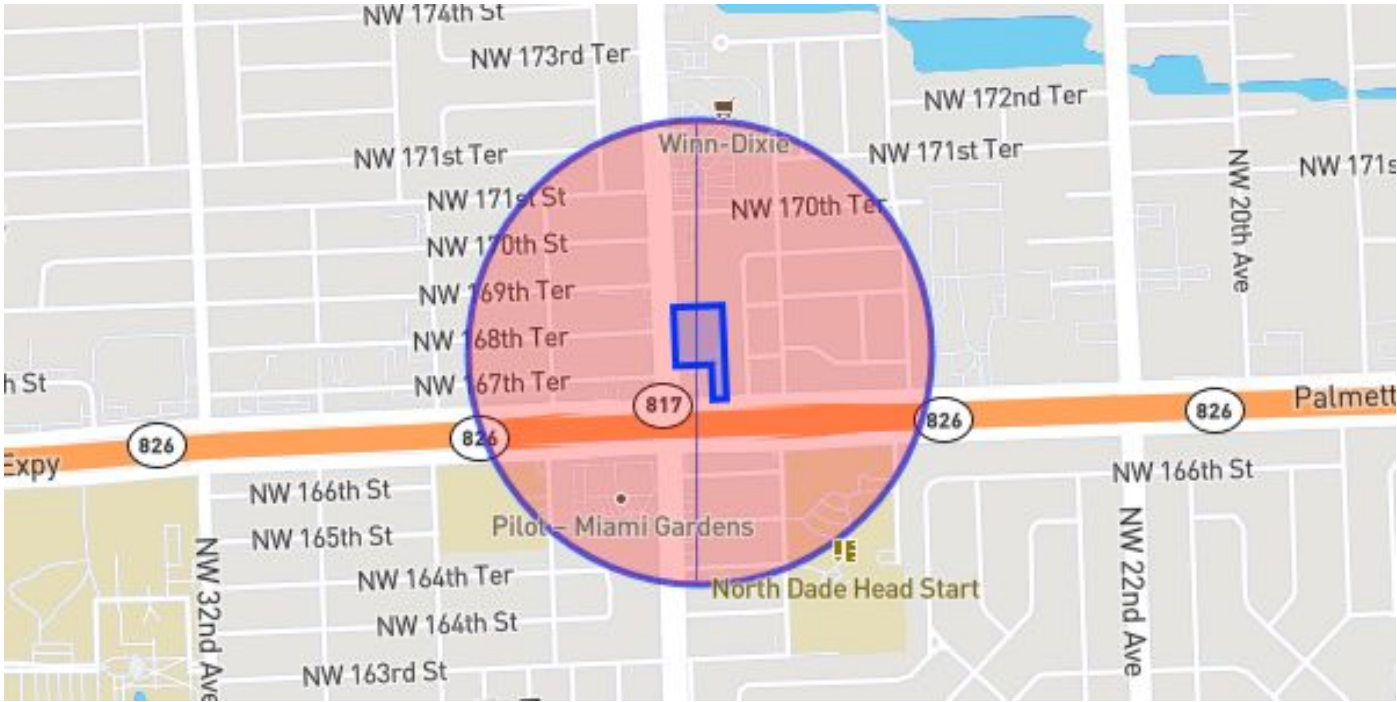 NW 174th St
NW 173rd Ter
NW 172nd Ter
Winn-Dixie
NW 171st Ter
NW 171st Ter
NW 171s
NW 171st St
NW 170th Ter
NW 20th Ave
NW 170th St
NW 169th Ter
NW 168th Ter
NW 167th Ter
h St
817
826
826
826
826
Palmett
Expy
NW 166th St
NW 166th St
Pilot – Miami Gardens
NW 165th St
NW 164th Ter
North Dade Head Start
NW 32nd Ave
NW 22nd Ave
NW 164th St
NW 163rd St